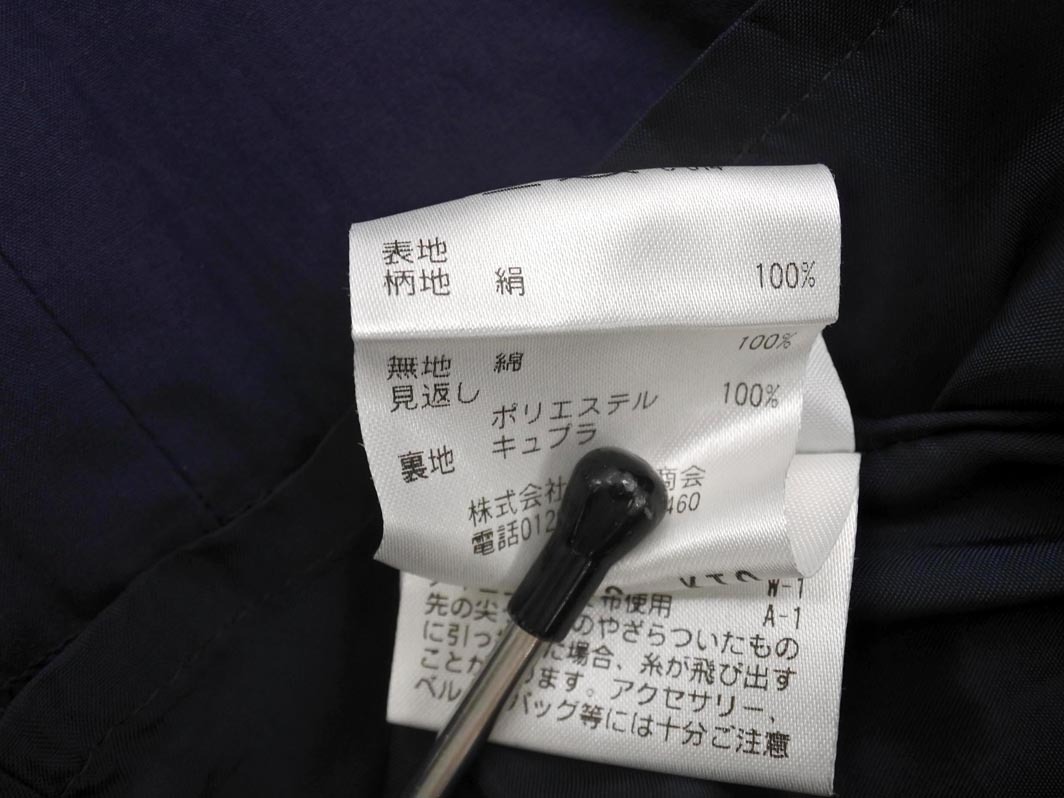 表地
柄地 絹 100%
無地 綿 100%
見返し
ポリエステル 100%
裏地 キュプラ
株式会社 商会
電話012 460
W-1
布使用 A-1
先の尖 のやざらついたもの
に引っ た場合、糸が飛び出す
ことが ります。アクセサリー、
ベル バッグ等には十分ご注意